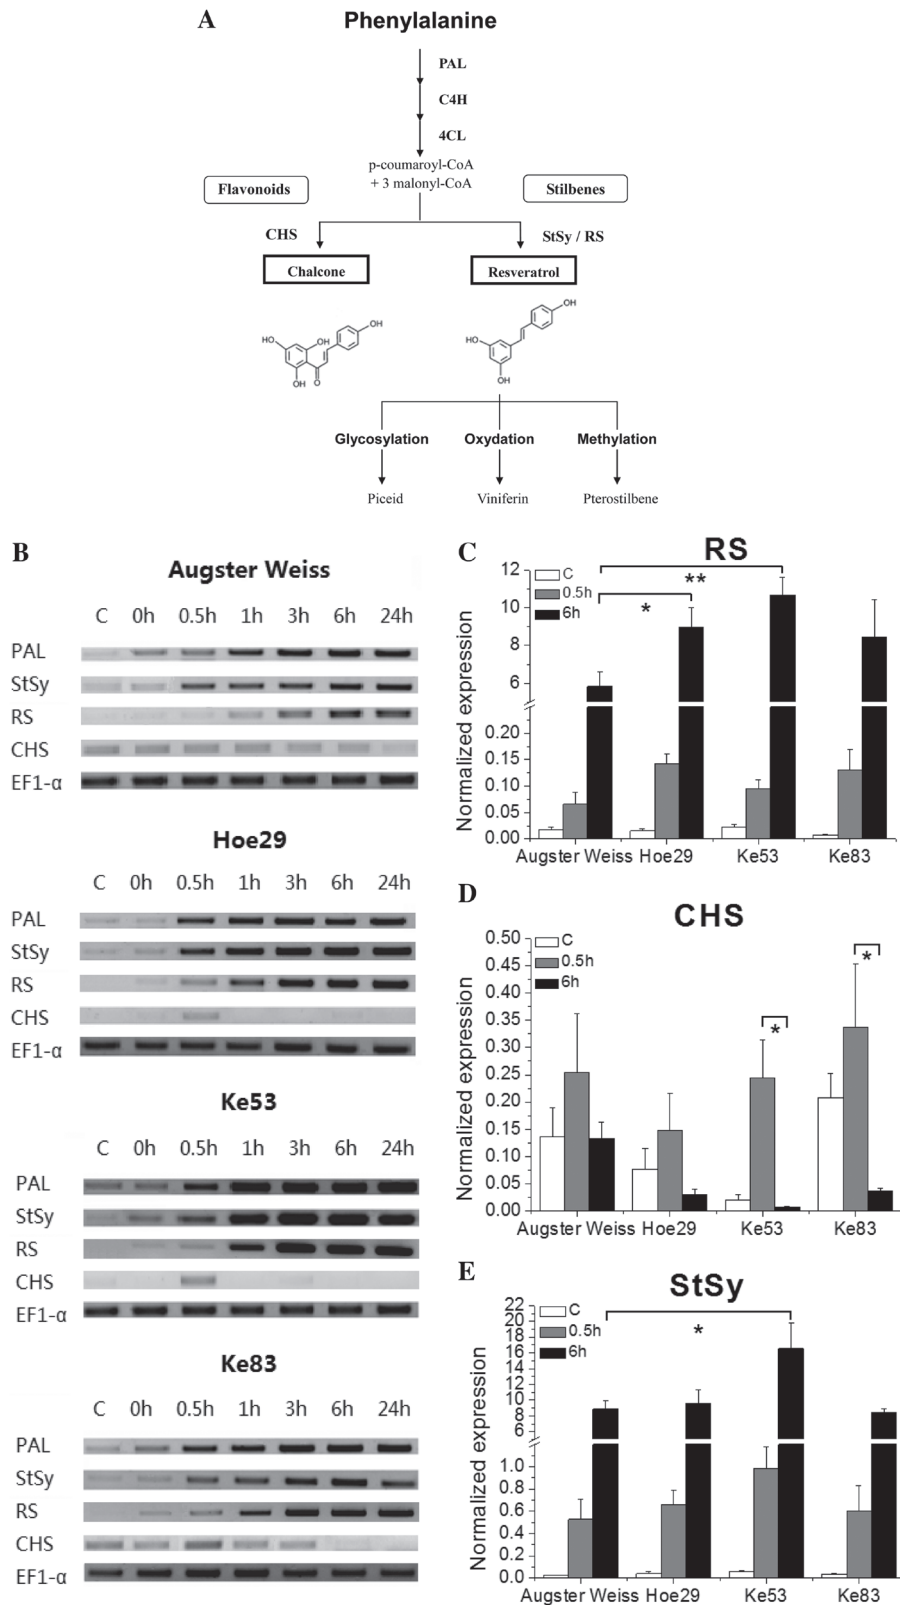 A
Phenylalanine
PAL
C4H
4CL
p-coumaroyl-CoA
+ 3 malonyl-CoA
Flavonoids
Stilbenes
CHS
StSy / RS
Chalcone
Resveratrol
OH
HO
OH
OH
O
OH
HO
OH
Glycosylation Oxydation Methylation
Piceid Viniferin Pterostilbene
B
Augster Weiss
C 0h 0.5h 1h 3h 6h 24h
PAL
StSy
RS
CHS
EF1-α
Hoe29
C 0h 0.5h 1h 3h 6h 24h
PAL
StSy
RS
CHS
EF1-α
Ke53
C 0h 0.5h 1h 3h 6h 24h
PAL
StSy
RS
CHS
EF1-α
Ke83
C 0h 0.5h 1h 3h 6h 24h
PAL
StSy
RS
CHS
EF1-α
C
RS
C
0.5h
6h
**
*
Normalized expression
12
10
8
6
0.20
0.15
0.10
0.05
0.00
Augster Weiss Hoe29 Ke53 Ke83
D
CHS
C
0.5h
6h
*
*
Normalized expression
0.50
0.45
0.40
0.35
0.30
0.25
0.20
0.15
0.10
0.05
0.00
Augster Weiss Hoe29 Ke53 Ke83
E
StSy
C
0.5h
6h
*
Normalized expression
22
20
18
16
14
12
10
8
6
1.0
0.8
0.6
0.4
0.2
0.0
Augster Weiss Hoe29 Ke53 Ke83